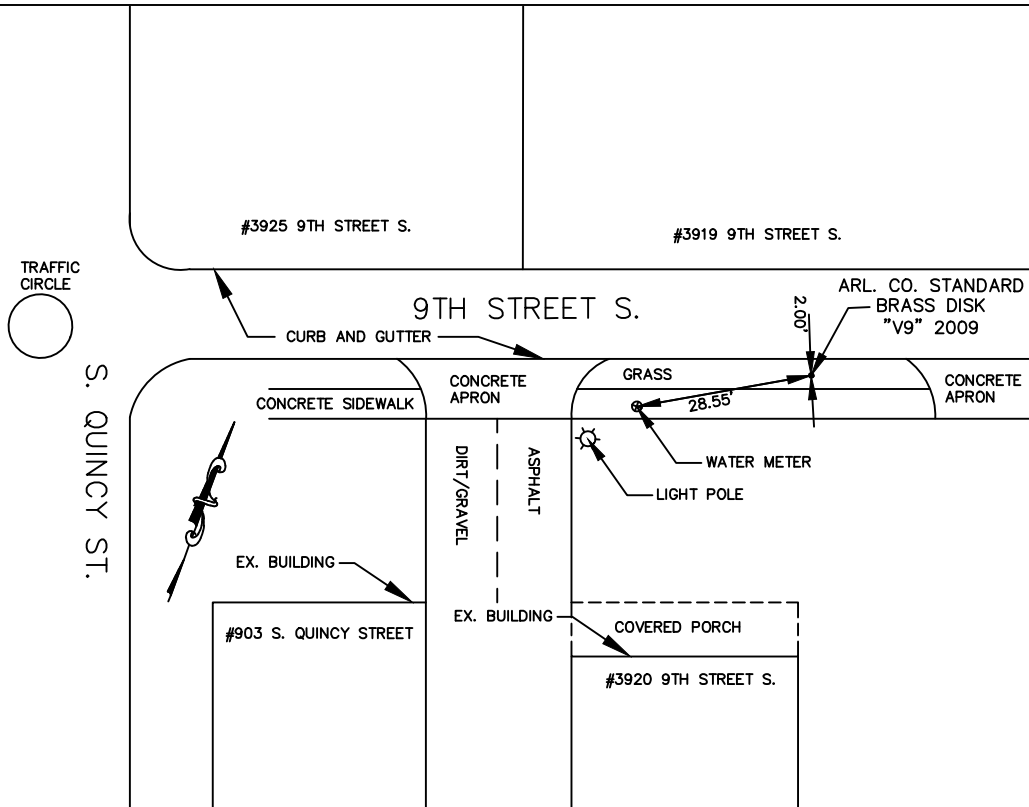 #3925 9TH STREET S.
#3919 9TH STREET S.
TRAFFIC
CIRCLE
9TH STREET S.
2.00'
ARL. CO. STANDARD
BRASS DISK
"V9" 2009
CURB AND GUTTER
S. QUINCY ST.
CONCRETE SIDEWALK
CONCRETE
APRON
GRASS
28.55'
CONCRETE
APRON
DIRT/GRAVEL
ASPHALT
WATER METER
LIGHT POLE
EX. BUILDING
#903 S. QUINCY STREET
EX. BUILDING
COVERED PORCH
#3920 9TH STREET S.